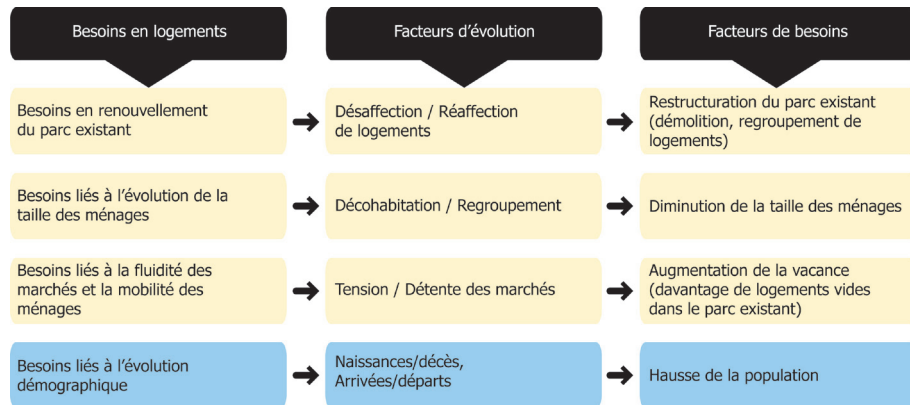 Besoins en logements
Facteurs d’évolution
Facteurs de besoins
Besoins en renouvellement
du parc existant
Désaffection / Réaffection
de logements
Restructuration du parc existant
(démolition, regroupement de
logements)
Besoins liés à l’évolution de la
taille des ménages
Décohabitation / Regroupement
Diminution de la taille des ménages
Besoins liés à la fluidité des
marchés et la mobilité des
ménages
Tension / Détente des marchés
Augmentation de la vacance
(davantage de logements vides
dans le parc existant)
Besoins liés à l’évolution
démographique
Naissances/décès,
Arrivées/départs
Hausse de la population